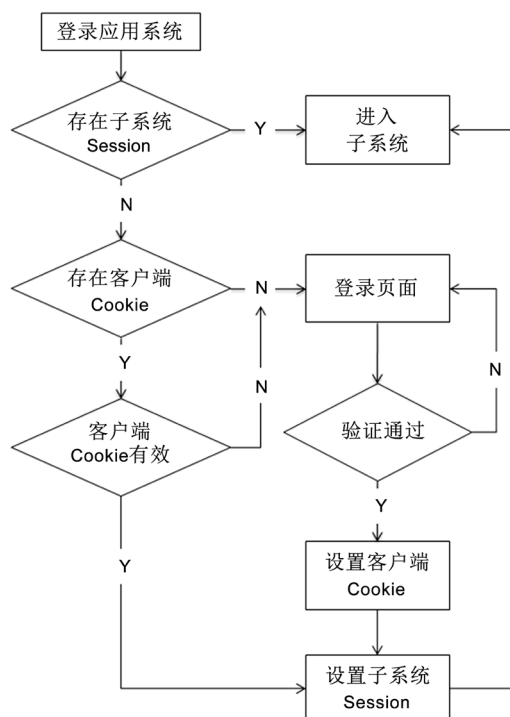 登录应用系统
存在子系统
Session
Y
进入
子系统
N
存在客户端
Cookie
N
登录页面
Y
N
N
客户端
Cookie有效
验证通过
Y
Y
设置客户端
Cookie
设置子系统
Session